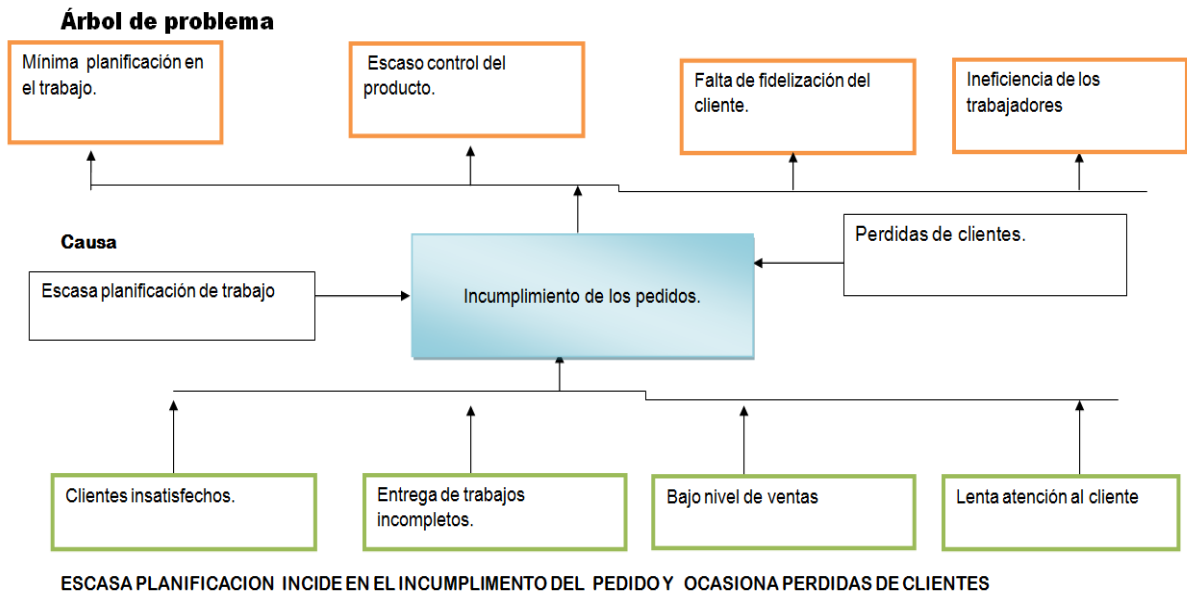 Árbol de problema
Mínima planificación en
el trabajo.
Escaso control del
producto.
Falta de fidelización del
cliente.
Ineficiencia de los
trabajadores
Causa
Escasa planificación de trabajo
Incumplimiento de los pedidos.
Perdidas de clientes.
Clientes insatisfechos.
Entrega de trabajos
incompletos.
Bajo nivel de ventas
Lenta atención al cliente
ESCASA PLANIFICACION INCIDE EN EL INCUMPLIMENTO DEL PEDIDO Y OCASIONA PERDIDAS DE CLIENTES